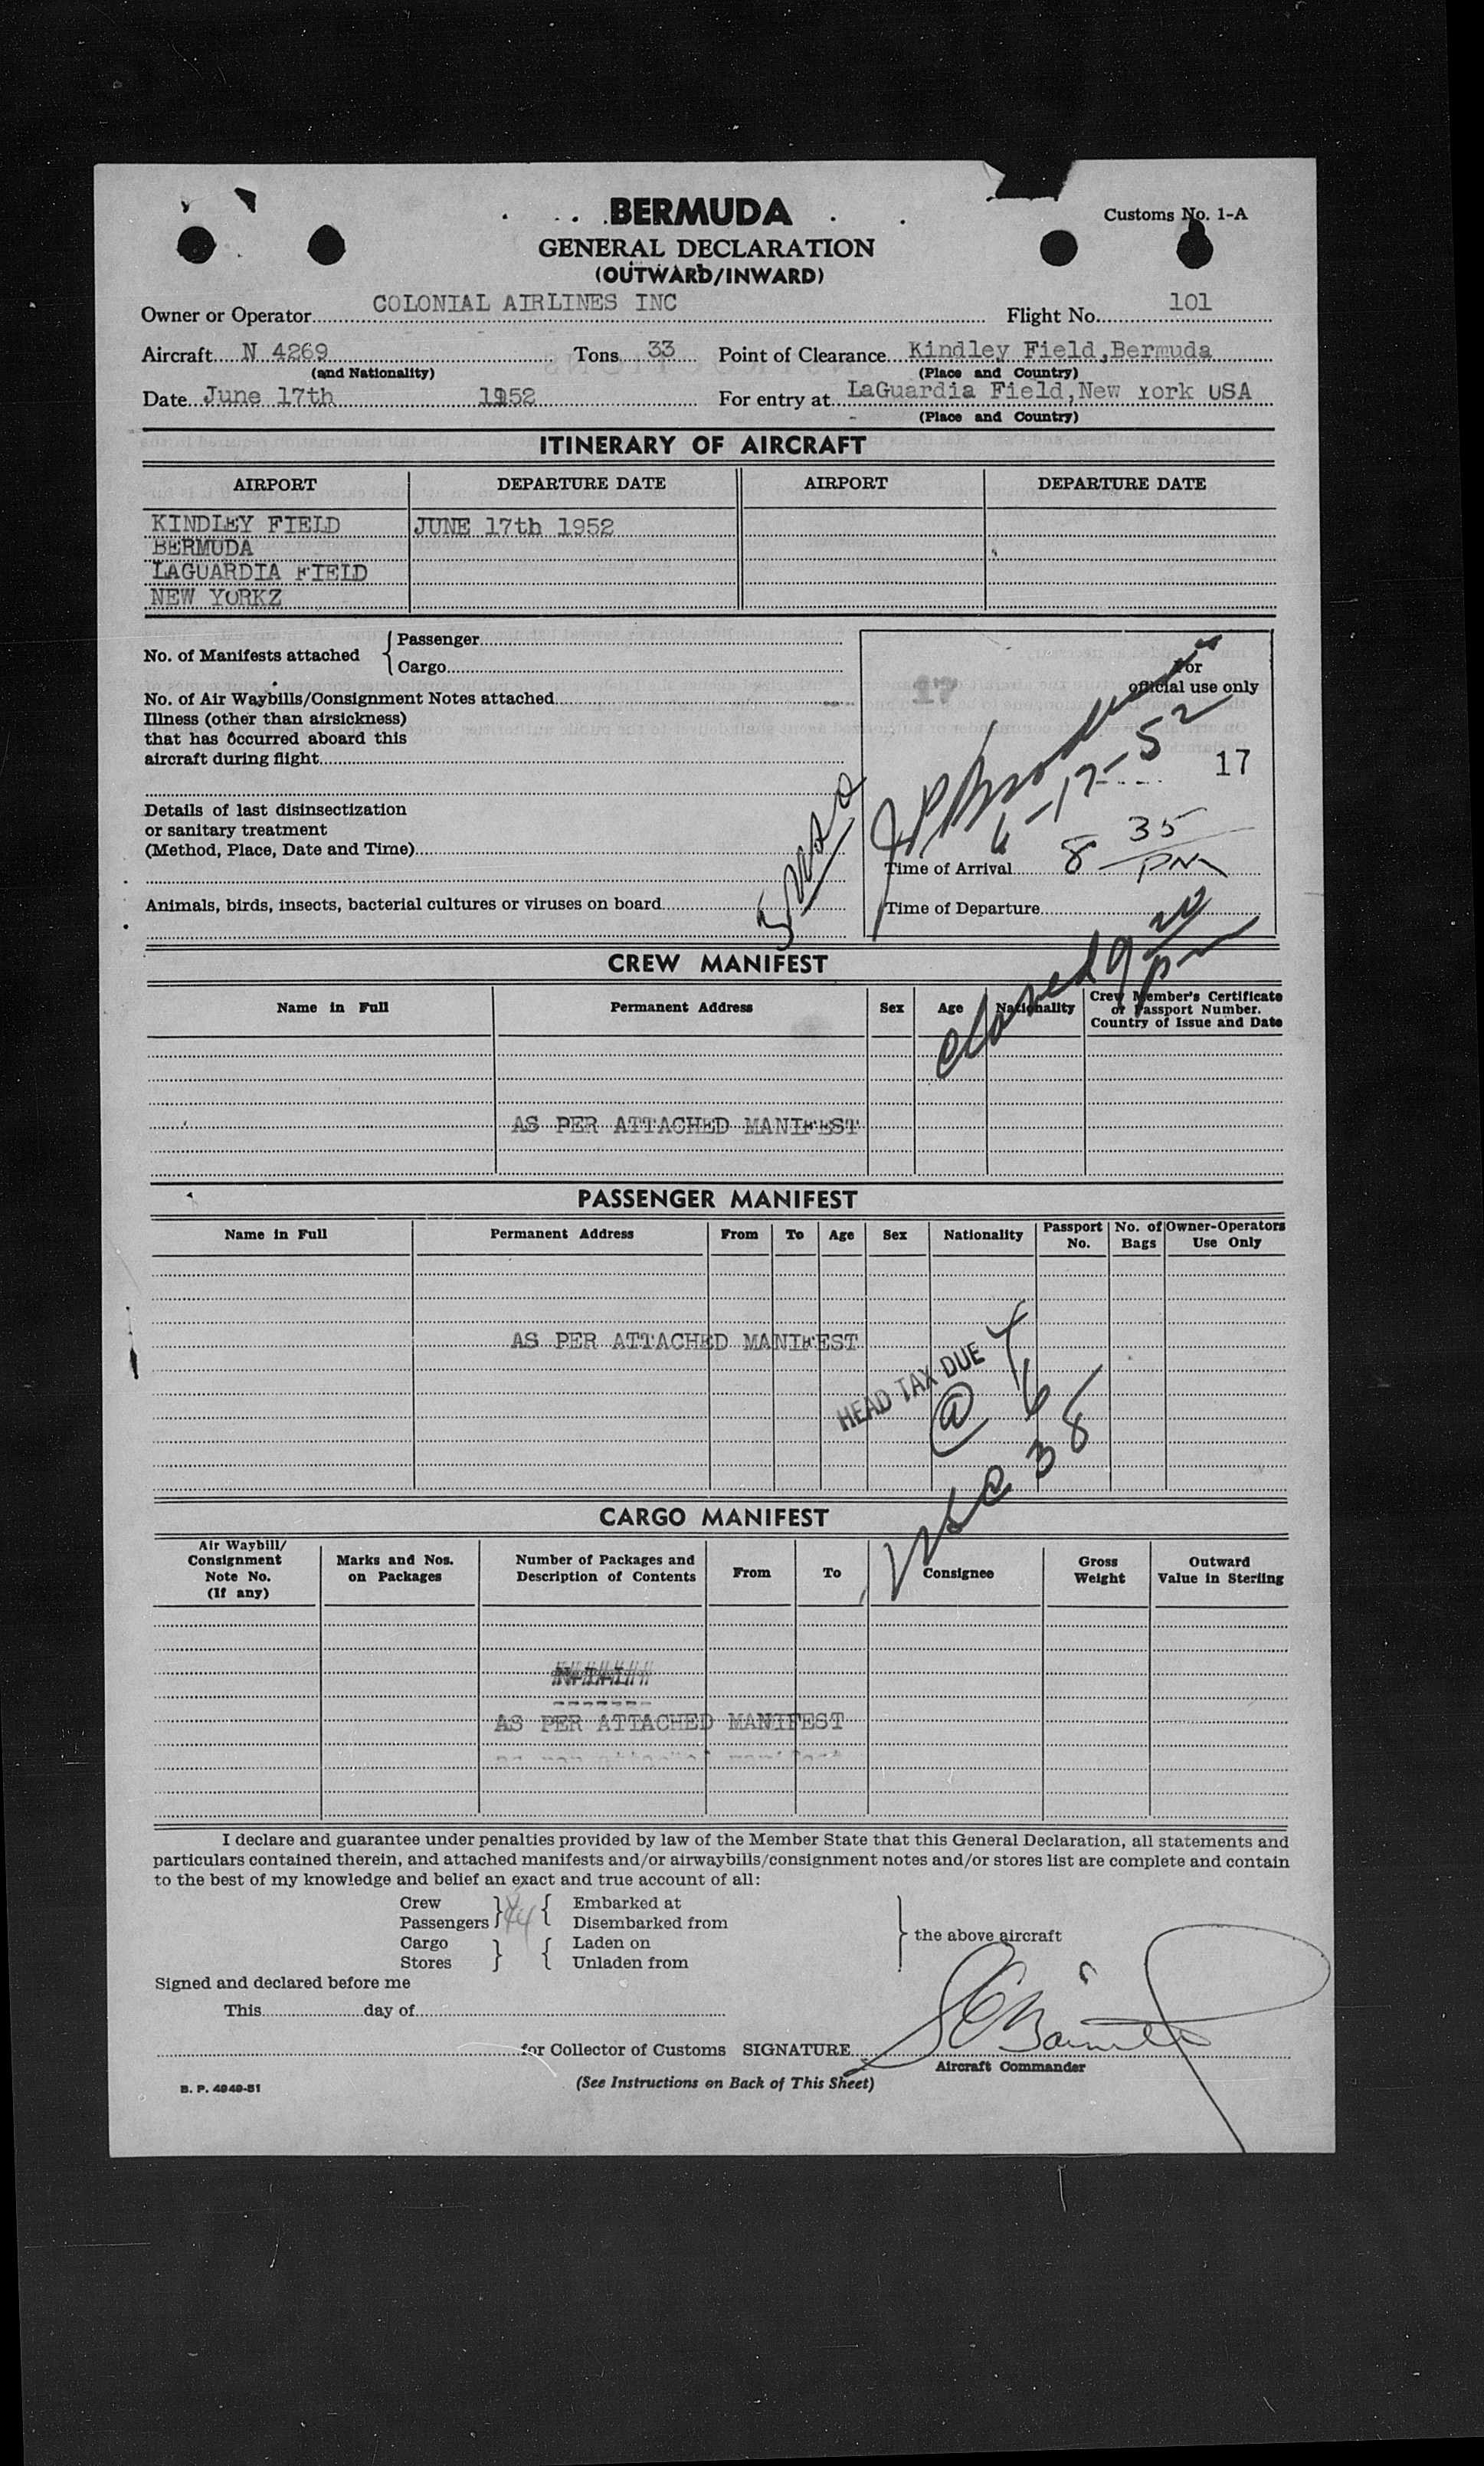 BERMUDA
Customs No. 1-A
GENERAL DECLARATION
(OUTWARD/INWARD)
Owner or Operator COLONIAL AIRLINES INC Flight No. 101
Aircraft N 4269 Tons 33 Point of Clearance Kindley Field, Bermuda
(and Nationality) (Place and Country)
Date June 17th 1952 For entry at LaGuardia Field, New York USA
(Place and Country)
ITINERARY OF AIRCRAFT
AIRPORT DEPARTURE DATE AIRPORT DEPARTURE DATE
KINDLEY FIELD JUNE 17th 1952
BERMUDA
LAGUARDIA FIELD
NEW YORKZ
No. of Manifests attached { Passenger
Cargo
For
official use only
17
No. of Air Waybills/Consignment Notes attached
Illness (other than airsickness)
that has occurred aboard this
aircraft during flight
6-17-52
17
Details of last disinsectization
or sanitary treatment
(Method, Place, Date and Time)
Time of Arrival 8 35 PM
Animals, birds, insects, bacterial cultures or viruses on board
Time of Departure
closed 9 20 pm
CREW MANIFEST
Name in Full Permanent Address Sex Age Nationality Crew Member's Certificate
or Passport Number.
Country of Issue and Date
AS PER ATTACHED MANIFEST
PASSENGER MANIFEST
Name in Full Permanent Address From To Age Sex Nationality Passport No. No. of Bags Owner-Operators Use Only
AS PER ATTACHED MANIFEST
HEAD TAX DUE
@ 6
USC 38
CARGO MANIFEST
Air Waybill/
Consignment
Note No.
(If any)
Marks and Nos.
on Packages
Number of Packages and
Description of Contents
From To Consignee
Gross
Weight
Outward
Value in Sterling
AS PER ATTACHED MANIFEST
I declare and guarantee under penalties provided by law of the Member State that this General Declaration, all statements and
particulars contained therein, and attached manifests and/or airwaybills/consignment notes and/or stores list are complete and contain
to the best of my knowledge and belief an exact and true account of all:
Crew } { Embarked at
Passengers 44 Disembarked from
Cargo } { Laden on
Stores Unladen from
} the above aircraft
Signed and declared before me
This day of
for Collector of Customs SIGNATURE
Aircraft Commander
B. P. 4949-51
(See Instructions on Back of This Sheet)